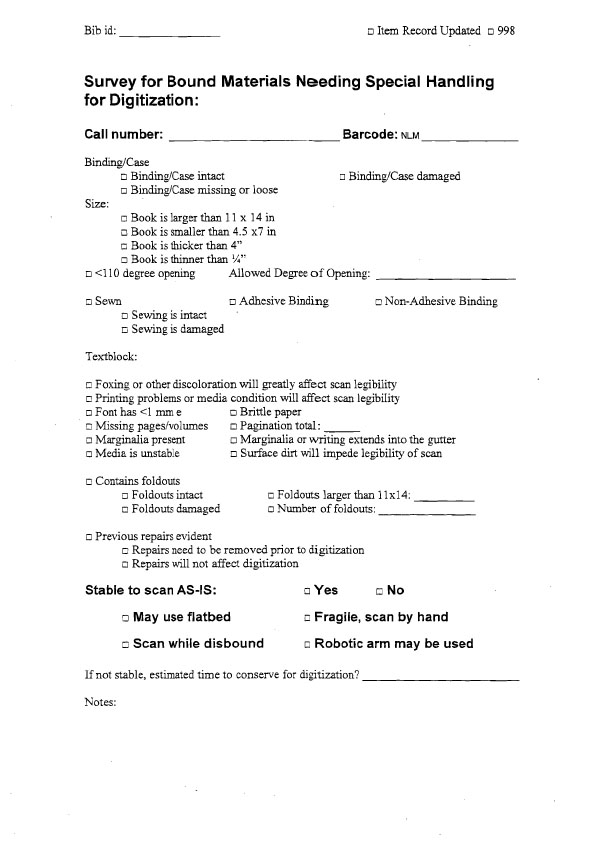 Bib id: ________________ □ Item Record Updated □ 998
Survey for Bound Materials Needing Special Handling
for Digitization:
Call number: __________________________ Barcode: NLM _______________
Binding/Case
□ Binding/Case intact □ Binding/Case damaged
□ Binding/Case missing or loose
Size:
□ Book is larger than 11 x 14 in
□ Book is smaller than 4.5 x7 in
□ Book is thicker than 4”
□ Book is thinner than ¼”
□ <110 degree opening Allowed Degree of Opening: _______________________
□ Sewn □ Adhesive Binding □ Non-Adhesive Binding
□ Sewing is intact
□ Sewing is damaged
Textblock:
□ Foxing or other discoloration will greatly affect scan legibility
□ Printing problems or media condition will affect scan legibility
□ Font has <1 mm e □ Brittle paper
□ Missing pages/volumes □ Pagination total: ______
□ Marginalia present □ Marginalia or writing extends into the gutter
□ Media is unstable □ Surface dirt will impede legibility of scan
□ Contains foldouts
□ Foldouts intact □ Foldouts larger than 11x14: __________
□ Foldouts damaged □ Number of foldouts: ________________
□ Previous repairs evident
□ Repairs need to be removed prior to digitization
□ Repairs will not affect digitization
Stable to scan AS-IS: □ Yes □ No
□ May use flatbed □ Fragile, scan by hand
□ Scan while disbound □ Robotic arm may be used
If not stable, estimated time to conserve for digitization? __________________________
Notes: